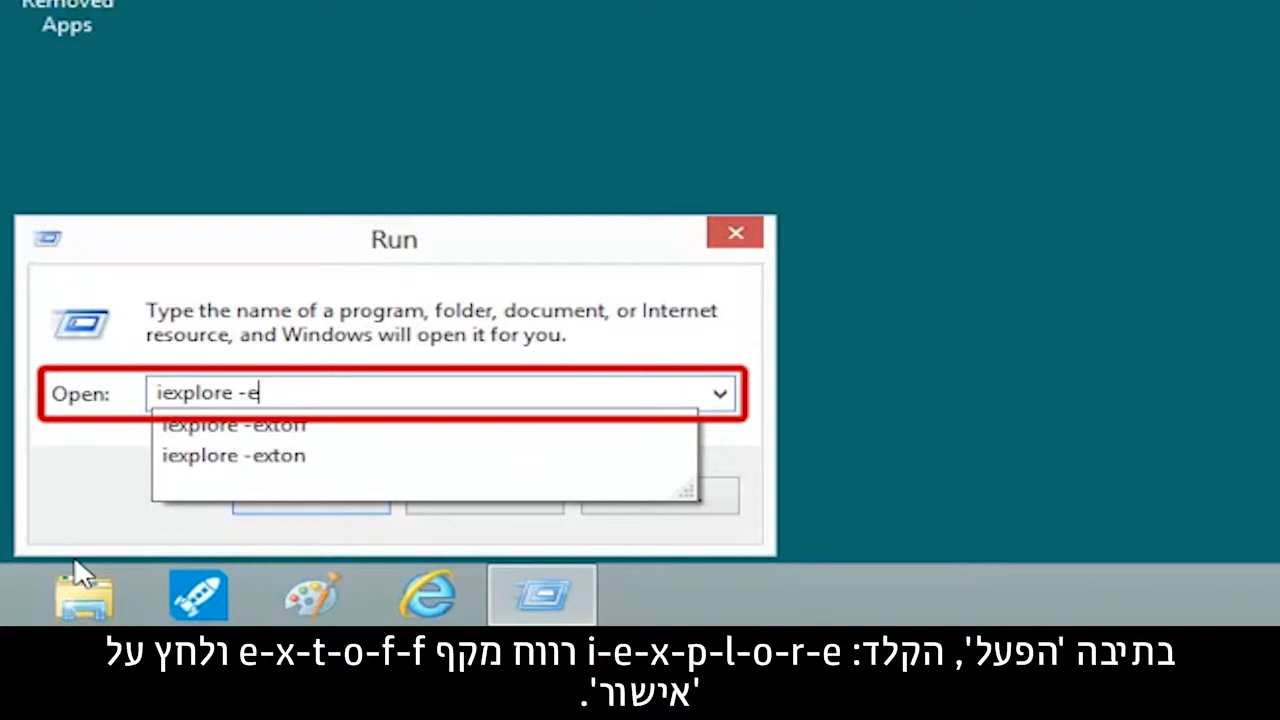 Removed
Apps
Run
Type the name of a program, folder, document, or Internet
resource, and Windows will open it for you.
Open: iexplore -e
iexplore -extoff
iexplore -exton
בתיבה 'הפעל', הקלד: i-e-x-p-l-o-r-e רווח מקף e-x-t-o-f-f ולחץ על
'אישור'.